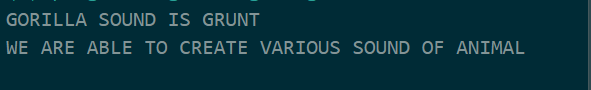 GORILLA SOUND IS GRUNT
WE ARE ABLE TO CREATE VARIOUS SOUND OF ANIMAL